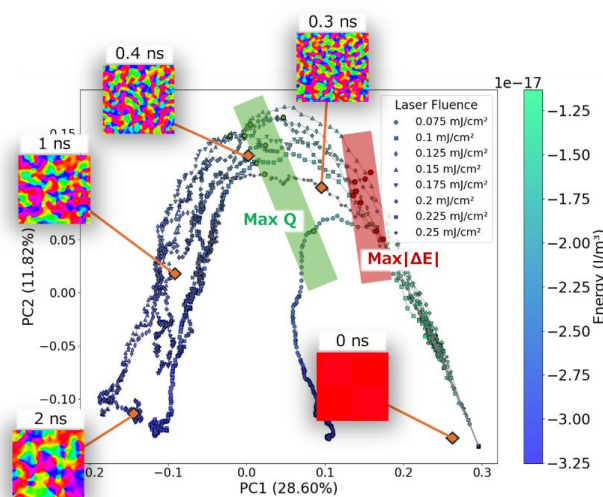 0.3 ns
0.4 ns
1e−17
Laser Fluence
0.075 mJ/cm²
0.1 mJ/cm²
0.125 mJ/cm²
0.15 mJ/cm²
0.175 mJ/cm²
0.2 mJ/cm²
0.225 mJ/cm²
0.25 mJ/cm²
−1.25
−1.50
−1.75
−2.00
−2.25
−2.50
−2.75
−3.00
−3.25
Energy (J/m³)
1 ns
0.15
0.05
0.00
−0.05
−0.10
PC2 (11.82%)
Max Q
Max|ΔE|
0 ns
2 ns
0.2
−0.1
0.0
0.1
0.2
0.3
PC1 (28.60%)